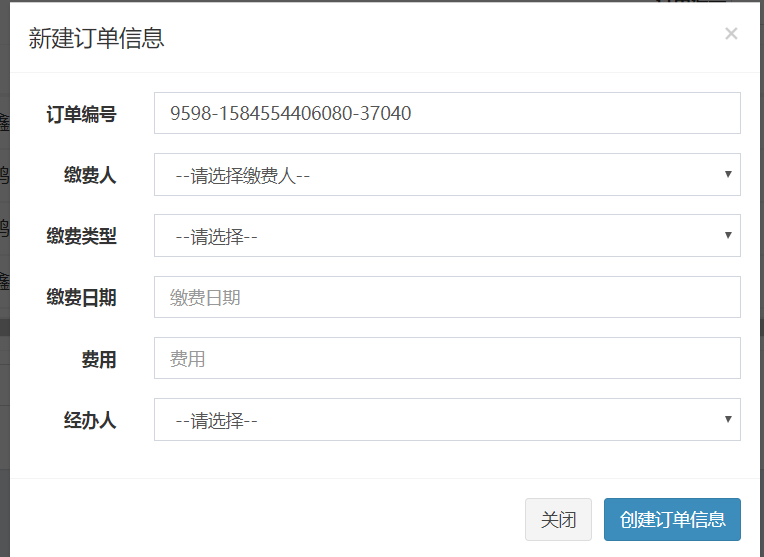 新建订单信息 ×
订单编号 9598-1584554406080-37040
缴费人 --请选择缴费人--
缴费类型 --请选择--
缴费日期 缴费日期
费用 费用
经办人 --请选择--
关闭 创建订单信息